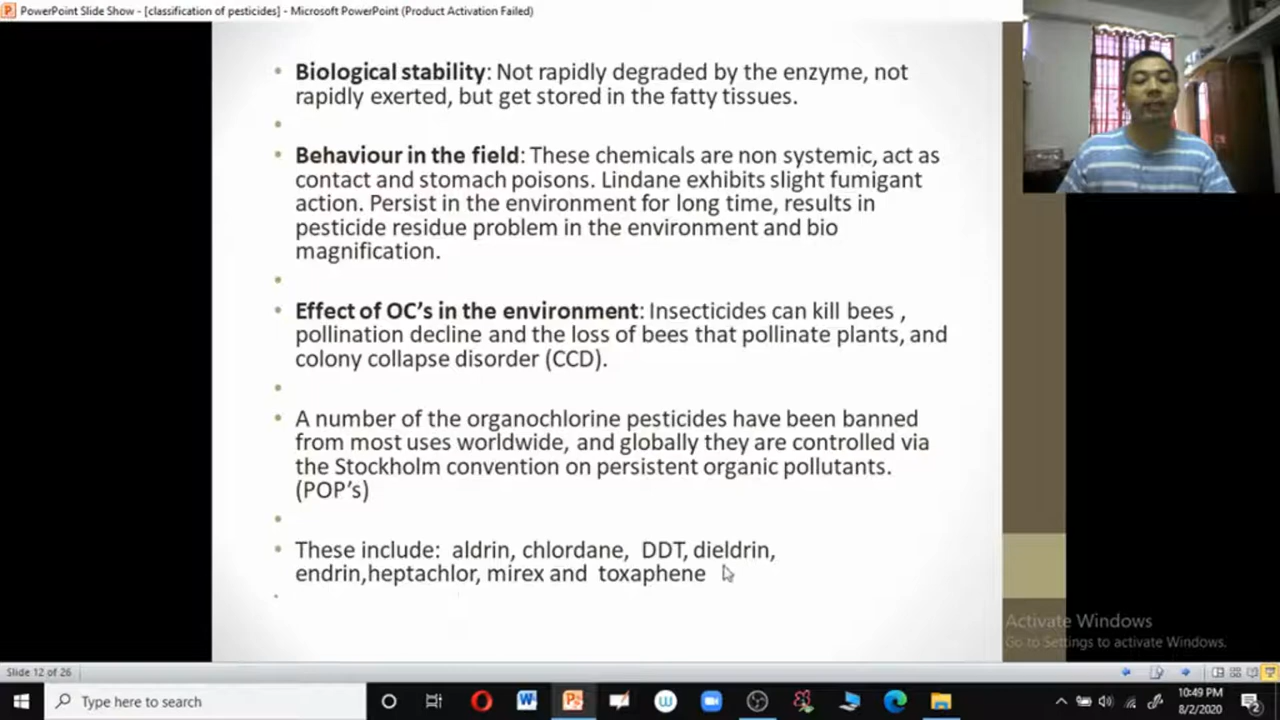 PowerPoint Slide Show - [classification of pesticides] - Microsoft PowerPoint (Product Activation Failed)
Biological stability: Not rapidly degraded by the enzyme, not
rapidly exerted, but get stored in the fatty tissues.
Behaviour in the field: These chemicals are non systemic, act as
contact and stomach poisons. Lindane exhibits slight fumigant
action. Persist in the environment for long time, results in
pesticide residue problem in the environment and bio
magnification.
Effect of OC's in the environment: Insecticides can kill bees ,
pollination decline and the loss of bees that pollinate plants, and
colony collapse disorder (CCD).
A number of the organochlorine pesticides have been banned
from most uses worldwide, and globally they are controlled via
the Stockholm convention on persistent organic pollutants.
(POP's)
These include: aldrin, chlordane, DDT, dieldrin,
endrin,heptachlor, mirex and toxaphene
Activate Windows
Go to Settings to activate Windows.
Slide 12 of 26
Type here to search
10:49 PM
8/2/2020
2